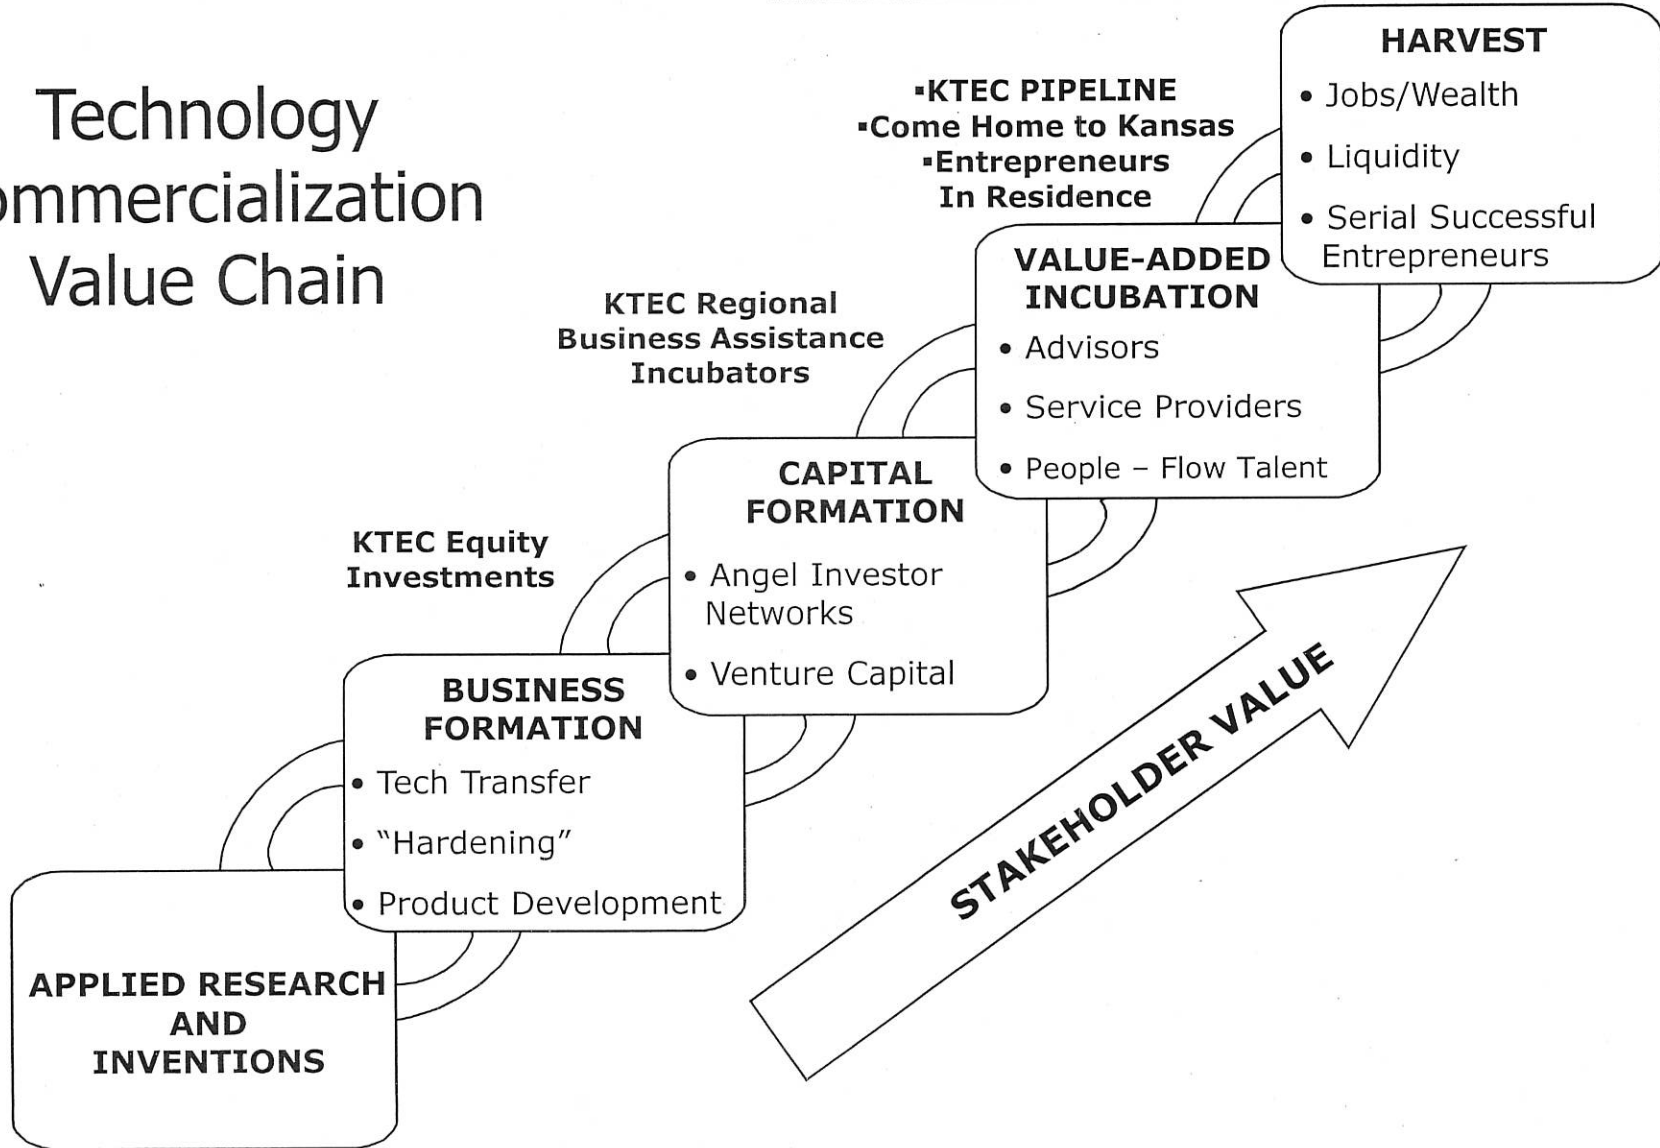 Technology
ommercialization
Value Chain
HARVEST
• Jobs/Wealth
• Liquidity
• Serial Successful
Entrepreneurs
▪KTEC PIPELINE
▪Come Home to Kansas
▪Entrepreneurs
In Residence
VALUE-ADDED
INCUBATION
• Advisors
• Service Providers
• People – Flow Talent
KTEC Regional
Business Assistance
Incubators
CAPITAL
FORMATION
• Angel Investor
Networks
• Venture Capital
KTEC Equity
Investments
BUSINESS
FORMATION
• Tech Transfer
• “Hardening”
• Product Development
APPLIED RESEARCH
AND
INVENTIONS
STAKEHOLDER VALUE